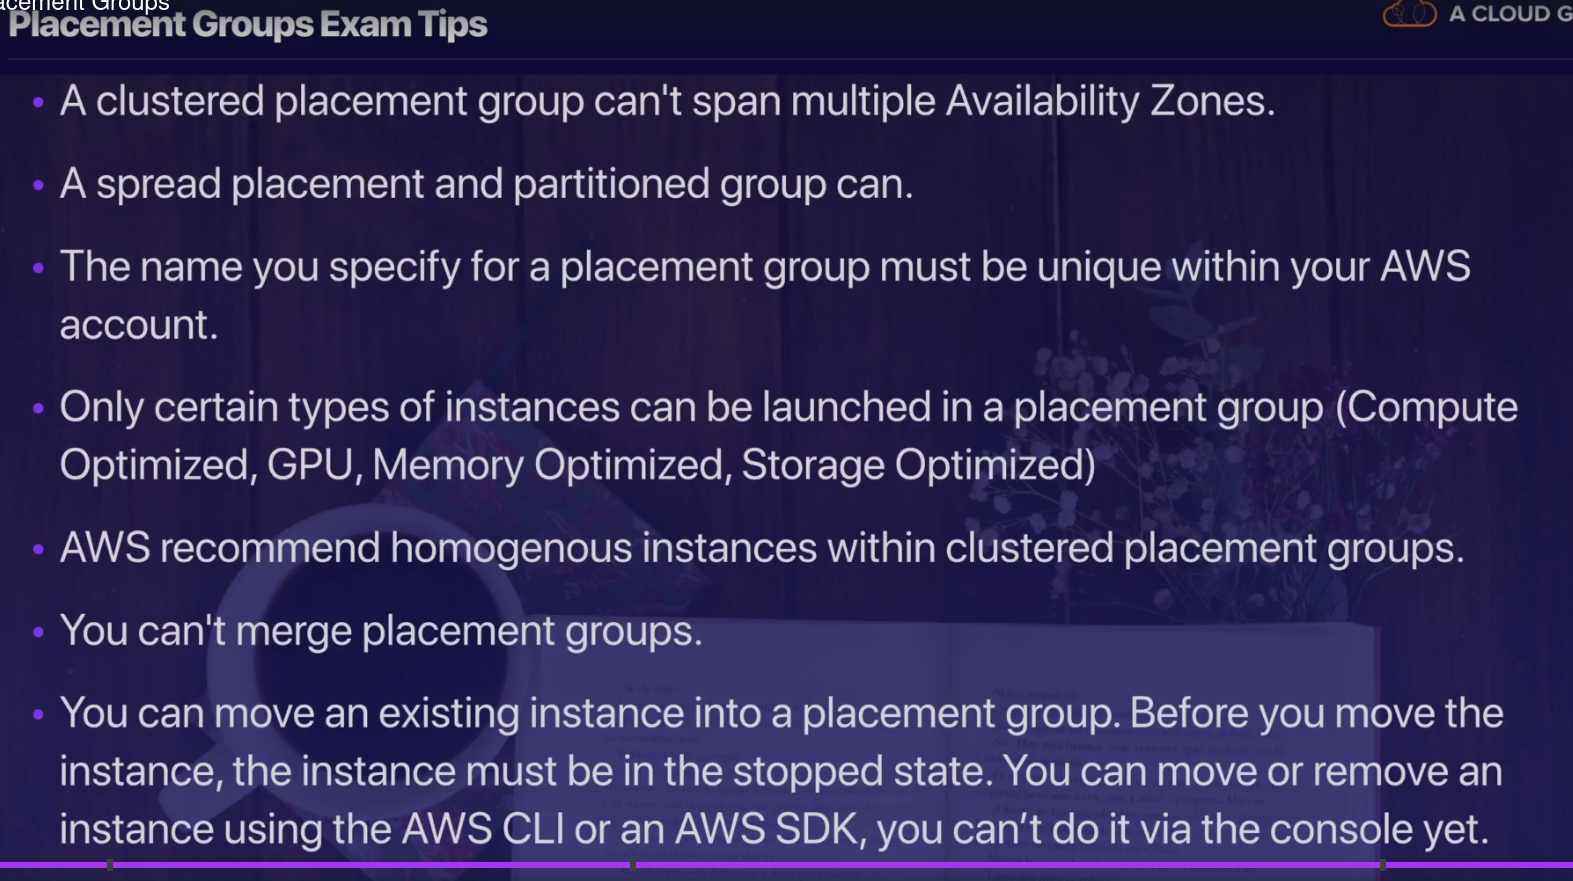 acement Groups
Placement Groups Exam Tips
A CLOUD G
• A clustered placement group can't span multiple Availability Zones.
• A spread placement and partitioned group can.
• The name you specify for a placement group must be unique within your AWS
account.
• Only certain types of instances can be launched in a placement group (Compute
Optimized, GPU, Memory Optimized, Storage Optimized)
• AWS recommend homogenous instances within clustered placement groups.
• You can't merge placement groups.
• You can move an existing instance into a placement group. Before you move the
instance, the instance must be in the stopped state. You can move or remove an
instance using the AWS CLI or an AWS SDK, you can’t do it via the console yet.